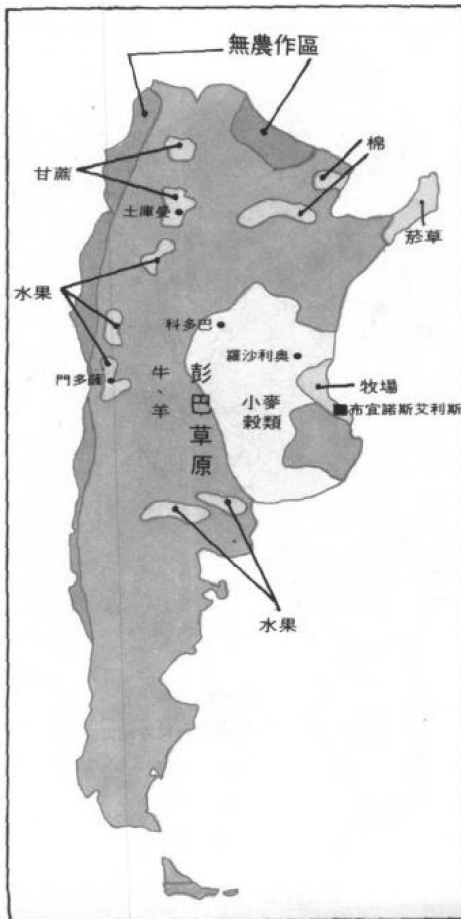 無農作區
棉
甘蔗
土庫曼
菸草
水果
科多巴
羅沙利奧
門多薩
牛、羊
彭巴草原
小麥
穀類
牧場
布宜諾斯艾利斯
水果